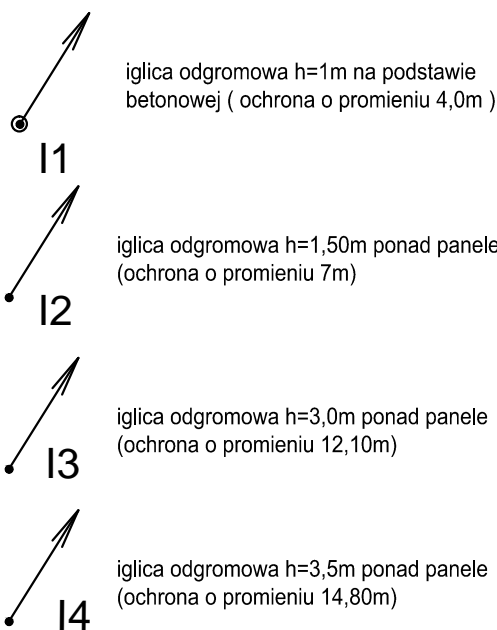 iglica odgromowa h=1m na podstawie
betonowej ( ochrona o promieniu 4,0m )
I1
iglica odgromowa h=1,50m ponad panele
(ochrona o promieniu 7m)
I2
iglica odgromowa h=3,0m ponad panele
(ochrona o promieniu 12,10m)
I3
iglica odgromowa h=3,5m ponad panele
(ochrona o promieniu 14,80m)
I4